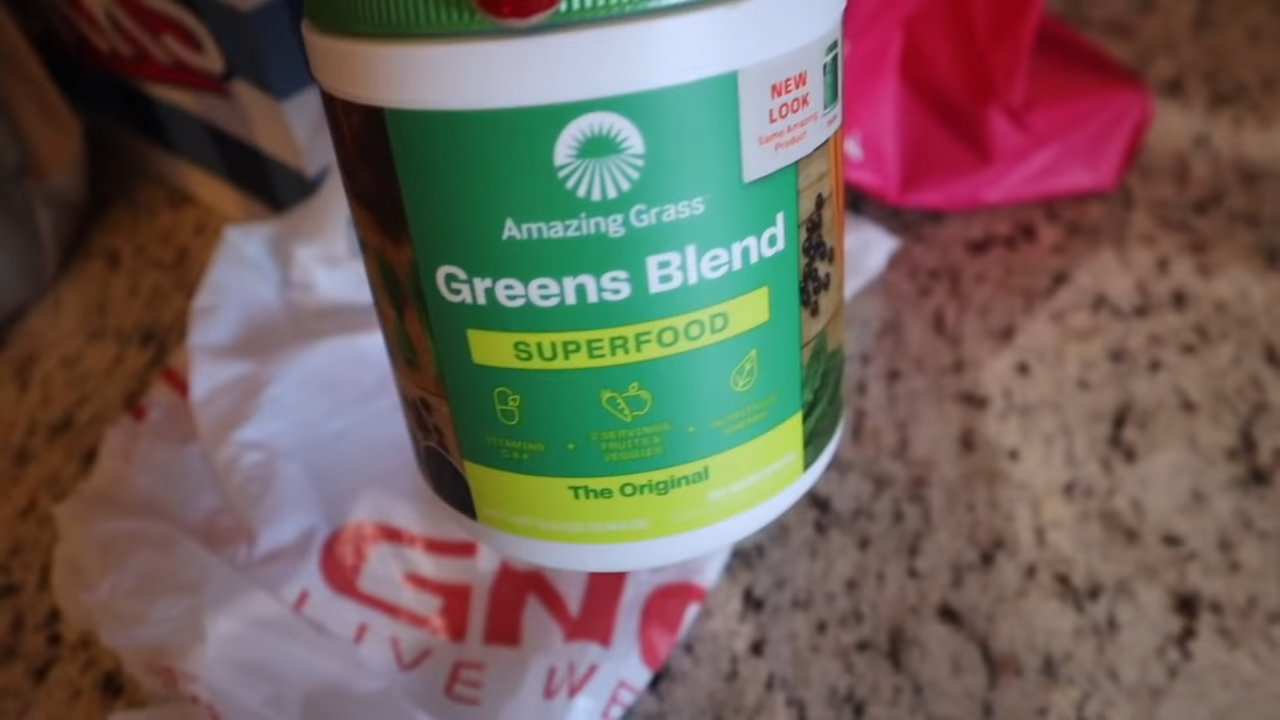 NEW
LOOK
Same Amazing
Product
Amazing Grass
Greens Blend
SUPERFOOD
VITAMINS
2 SERVINGS
FRUITS &
VEGGIES
The Original
GNC
LIVE WE